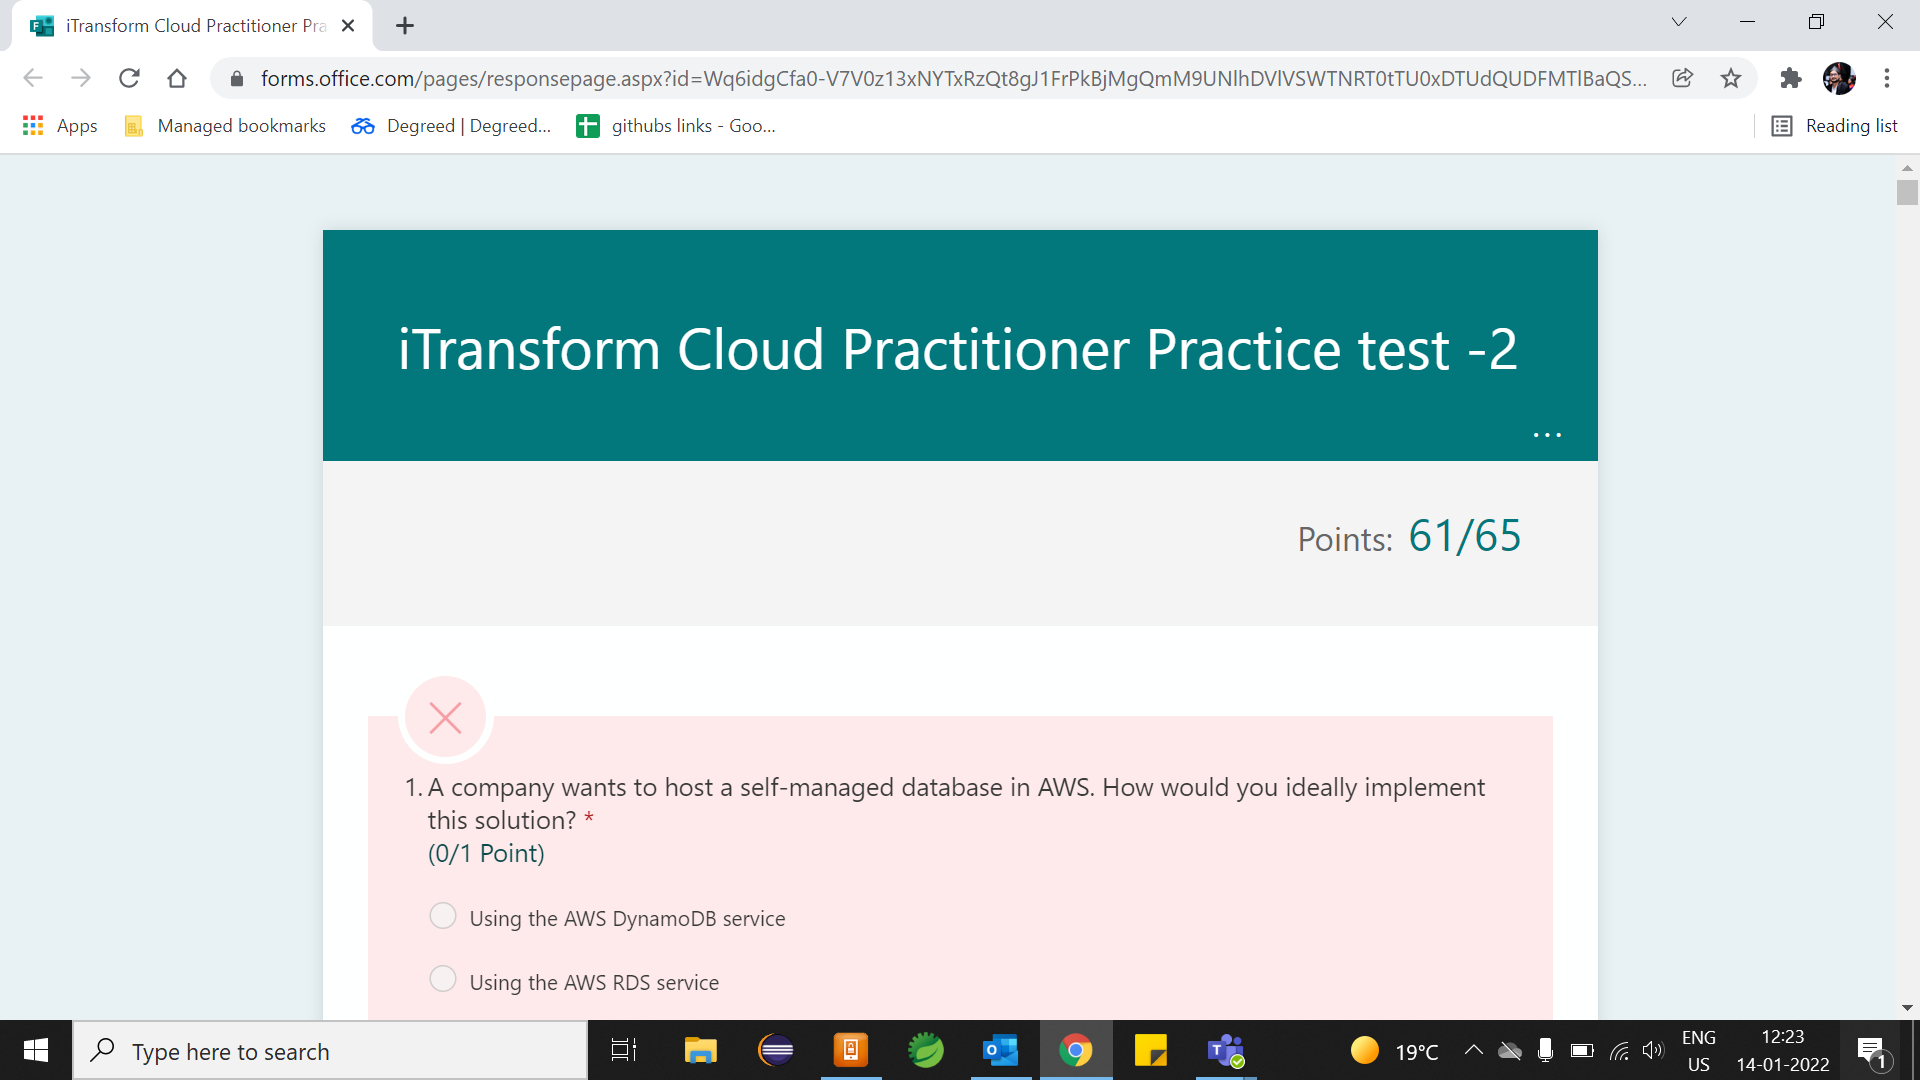 iTransform Cloud Practitioner Pra
forms.office.com/pages/responsepage.aspx?id=Wq6idgCfa0-V7V0z13xNYTxRzQt8gJ1FrPkBjMgQmM9UNlhDVlVSWTNRT0tTU0xDTUdQUDFMTlBaQS...
Apps Managed bookmarks Degreed | Degreed... githubs links - Goo... Reading list
iTransform Cloud Practitioner Practice test -2
...
Points: 61/65
1. A company wants to host a self-managed database in AWS. How would you ideally implement
this solution? *
(0/1 Point)
Using the AWS DynamoDB service
Using the AWS RDS service
Type here to search
19°C
ENG
US
12:23
14-01-2022
1